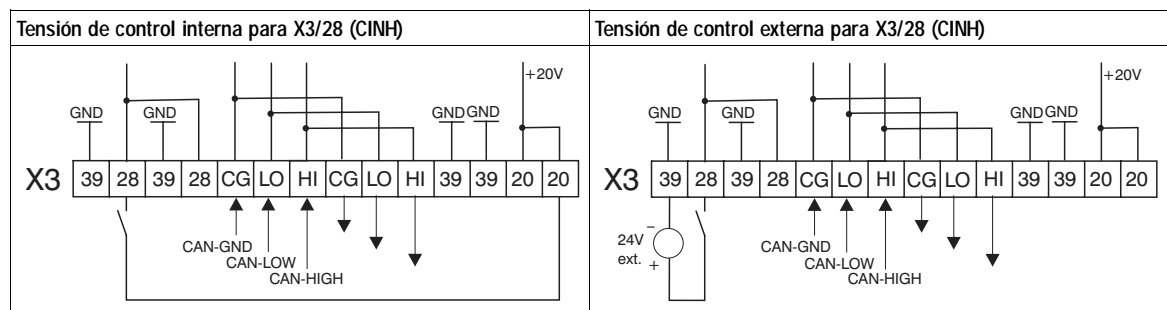 Tensión de control interna para X3/28 (CINH)
Tensión de control externa para X3/28 (CINH)
+20V
GND GND GND GND
X3 39 28 39 28 CG LO HI CG LO HI 39 39 20 20
CAN-GND
CAN-LOW
CAN-HIGH
+20V
GND GND GND GND
X3 39 28 39 28 CG LO HI CG LO HI 39 39 20 20
24V
ext.
−
+
CAN-GND
CAN-LOW
CAN-HIGH